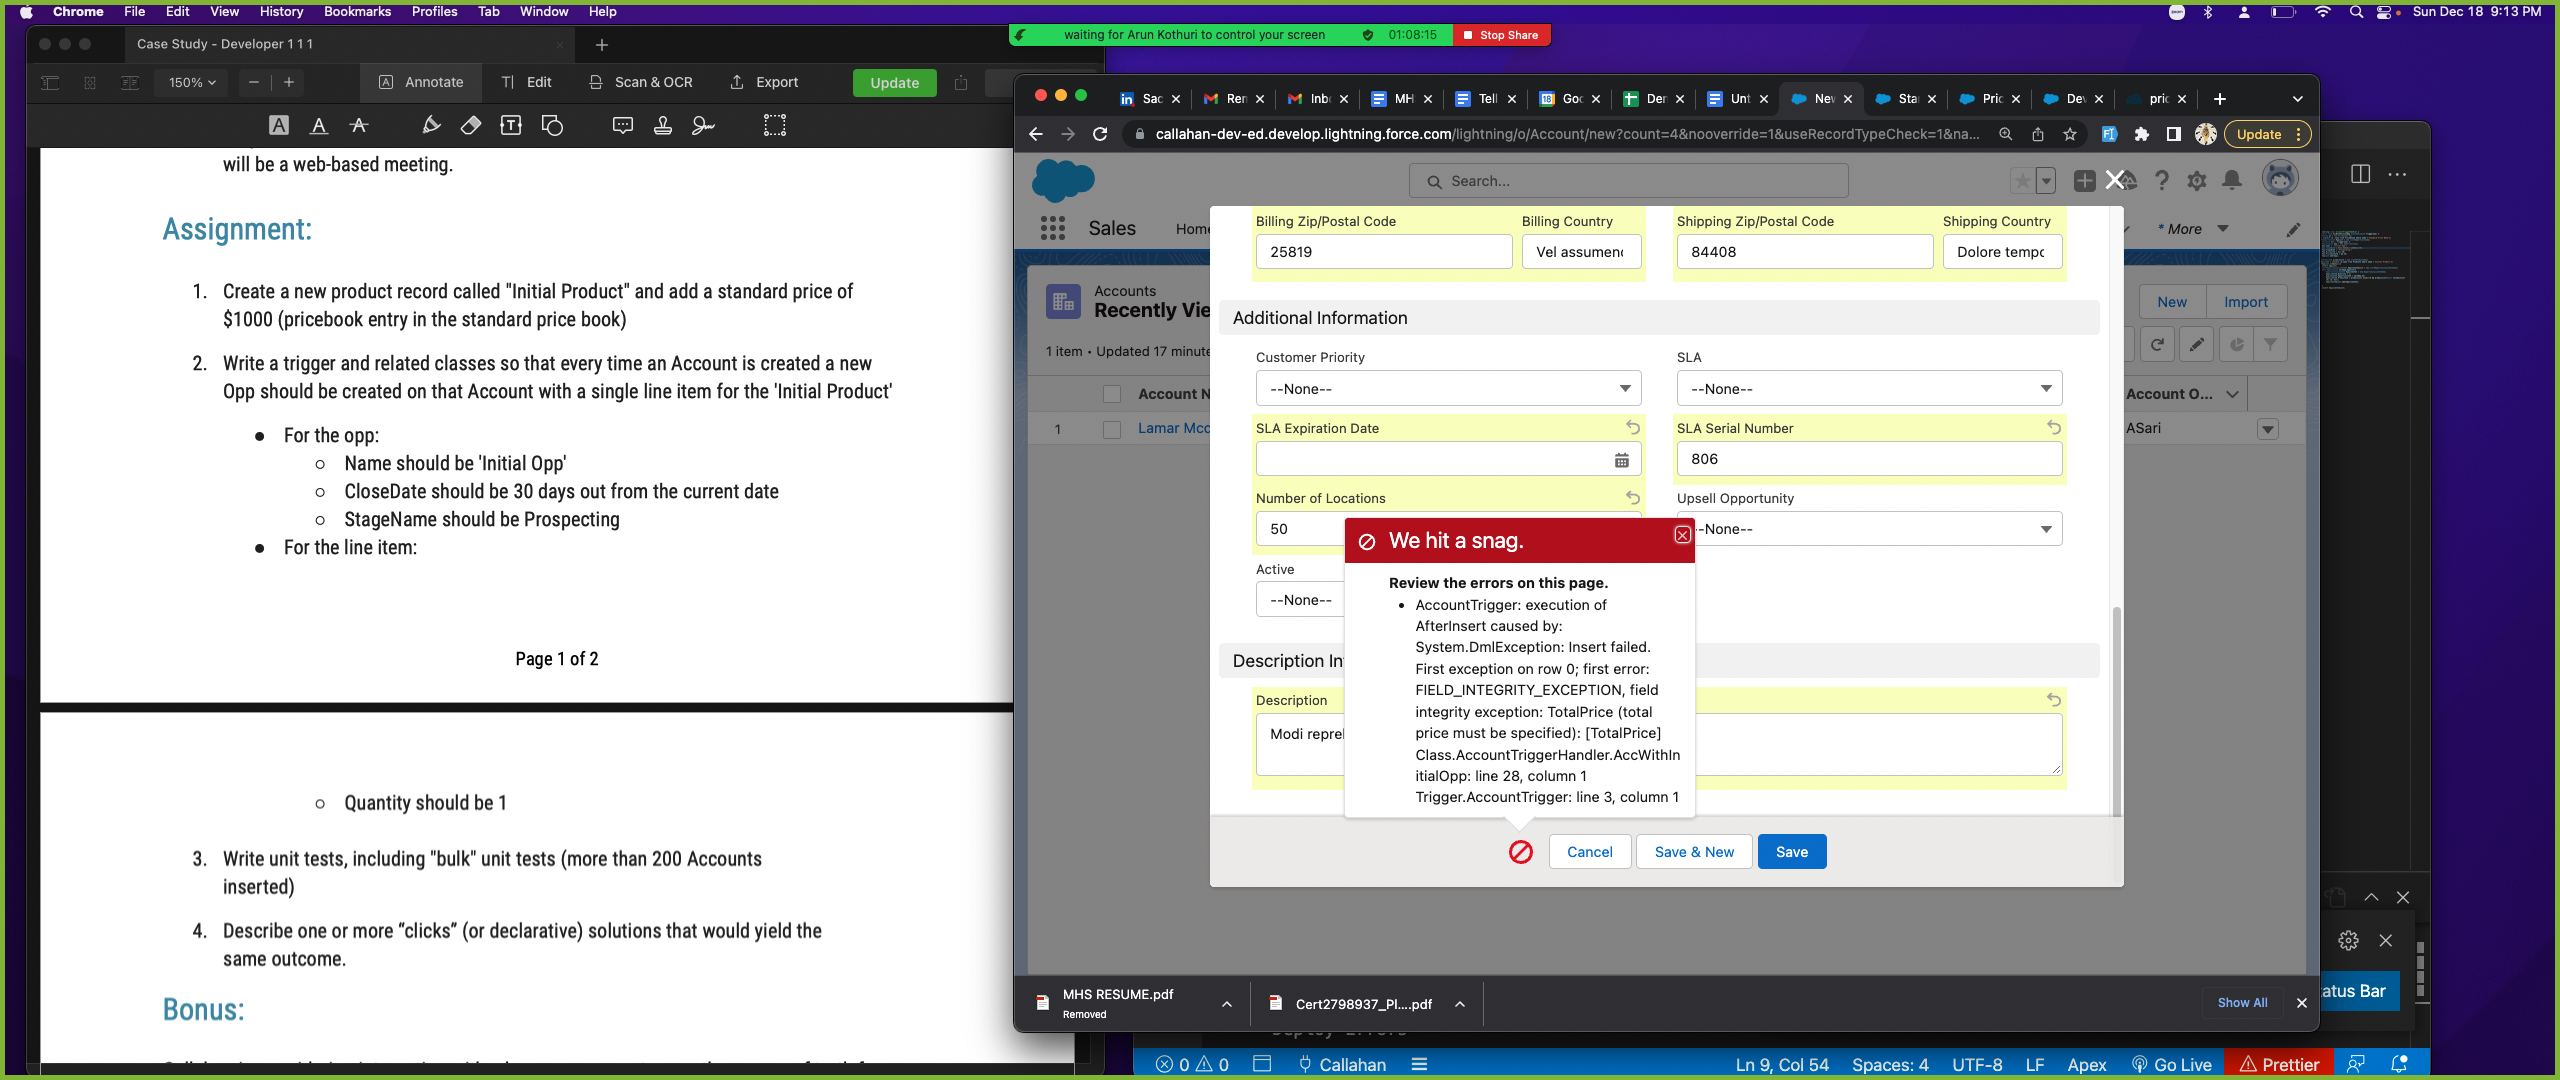 Chrome File Edit View History Bookmarks Profiles Tab Window Help
Sun Dec 18 9:13 PM
waiting for Arun Kothuri to control your screen 01:08:15 Stop Share
Case Study - Developer 1 1 1
150% Annotate Edit Scan & OCR Export Update
will be a web-based meeting.
Assignment:
1. Create a new product record called "Initial Product" and add a standard price of
$1000 (pricebook entry in the standard price book)
2. Write a trigger and related classes so that every time an Account is created a new
Opp should be created on that Account with a single line item for the 'Initial Product'
● For the opp:
○ Name should be 'Initial Opp'
○ CloseDate should be 30 days out from the current date
○ StageName should be Prospecting
● For the line item:
Page 1 of 2
○ Quantity should be 1
3. Write unit tests, including "bulk" unit tests (more than 200 Accounts
inserted)
4. Describe one or more “clicks” (or declarative) solutions that would yield the
same outcome.
Bonus:
Sac Ren Inb MH Tell Goo Der Unt Nev Sta Pric De pric
callahan-dev-ed.develop.lightning.force.com/lightning/o/Account/new?count=4&nooverride=1&useRecordTypeCheck=1&na...
Update
Search...
Sales Home * More
Accounts
Recently Vie
1 item • Updated 17 minute
New Import
Account N Account O...
1 Lamar Mcc ASari
Billing Zip/Postal Code Billing Country Shipping Zip/Postal Code Shipping Country
25819 Vel assumen 84408 Dolore tempo
Additional Information
Customer Priority SLA
--None-- --None--
SLA Expiration Date SLA Serial Number
806
Number of Locations Upsell Opportunity
50 --None--
Active
--None--
Description In
Description
Modi repre
We hit a snag.
Review the errors on this page.
• AccountTrigger: execution of
AfterInsert caused by:
System.DmlException: Insert failed.
First exception on row 0; first error:
FIELD_INTEGRITY_EXCEPTION, field
integrity exception: TotalPrice (total
price must be specified): [TotalPrice]
Class.AccountTriggerHandler.AccWithIn
itialOpp: line 28, column 1
Trigger.AccountTrigger: line 3, column 1
Cancel Save & New Save
MHS RESUME.pdf
Removed
Cert2798937_Pl....pdf
Show All
atus Bar
0 0 Callahan Ln 9, Col 54 Spaces: 4 UTF-8 LF Apex Go Live Prettier